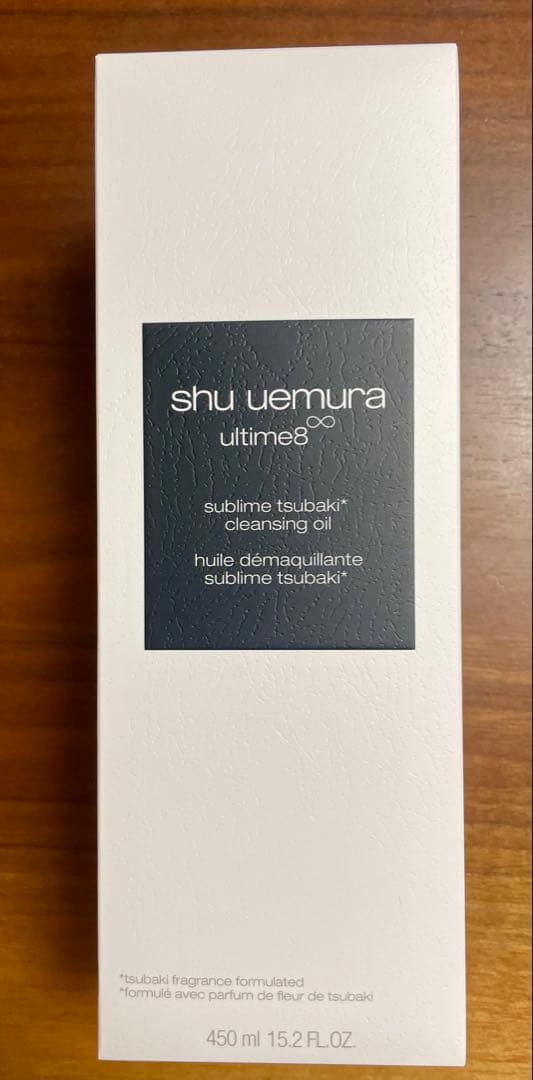 shu uemura
ultime8∞
sublime tsubaki*
cleansing oil
huile démaquillante
sublime tsubaki*
*tsubaki fragrance formulated
*formulé avec parfum de fleur de tsubaki
450 ml 15.2 FL.OZ.